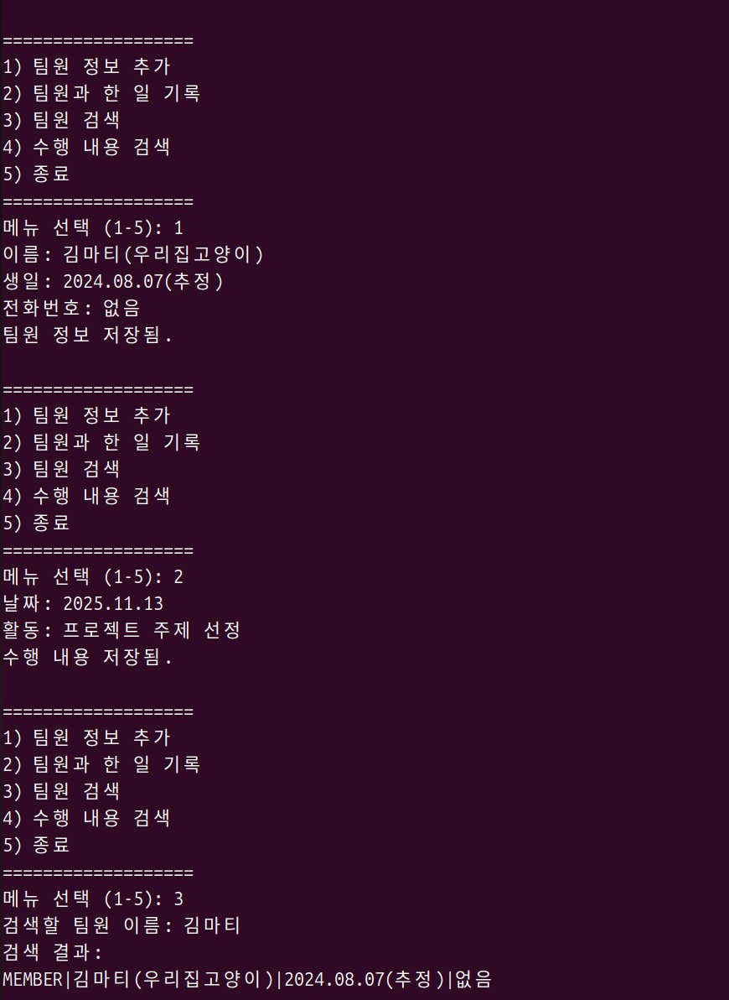 ===================
1) 팀원 정보 추가
2) 팀원과 한 일 기록
3) 팀원 검색
4) 수행 내용 검색
5) 종료
===================
메뉴 선택 (1-5): 1
이름: 김마티(우리집고양이)
생일: 2024.08.07(추정)
전화번호: 없음
팀원 정보 저장됨.
===================
1) 팀원 정보 추가
2) 팀원과 한 일 기록
3) 팀원 검색
4) 수행 내용 검색
5) 종료
===================
메뉴 선택 (1-5): 2
날짜: 2025.11.13
활동: 프로젝트 주제 선정
수행 내용 저장됨.
===================
1) 팀원 정보 추가
2) 팀원과 한 일 기록
3) 팀원 검색
4) 수행 내용 검색
5) 종료
===================
메뉴 선택 (1-5): 3
검색할 팀원 이름: 김마티
검색 결과:
MEMBER|김마티(우리집고양이)|2024.08.07(추정)|없음